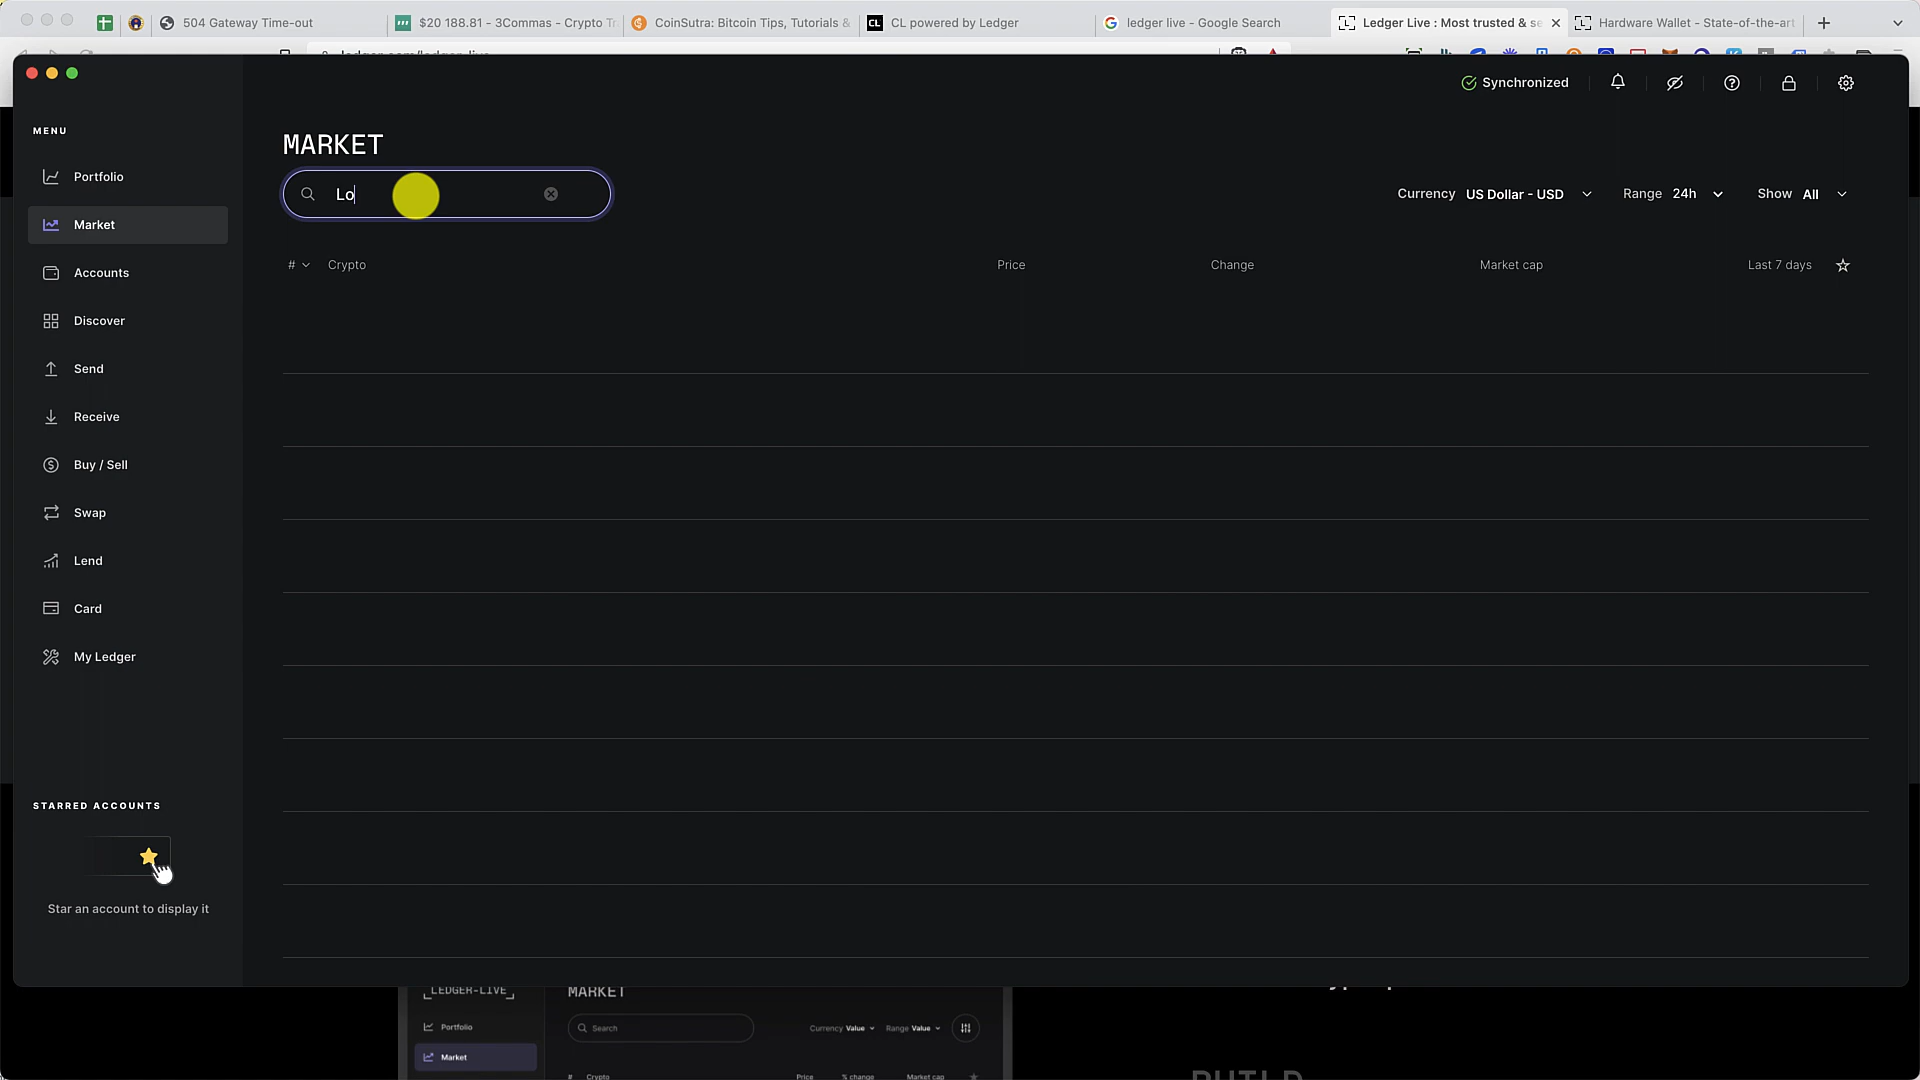 504 Gateway Time-out
$20 188.81 - 3Commas - Crypto Tr
CoinSutra: Bitcoin Tips, Tutorials &
CL
CL powered by Ledger
ledger live - Google Search
Ledger Live : Most trusted & se
Hardware Wallet - State-of-the-art
Synchronized
MENU
Portfolio
Market
Accounts
Discover
Send
Receive
Buy / Sell
Swap
Lend
Card
My Ledger
STARRED ACCOUNTS
Star an account to display it
MARKET
Lo
Currency US Dollar - USD
Range 24h
Show All
# Crypto Price Change Market cap Last 7 days
LEDGER-LIVE
Portfolio
Market
MARKET
Search
Currency Value Range Value
# Crypto Price % change Market cap
BUILD